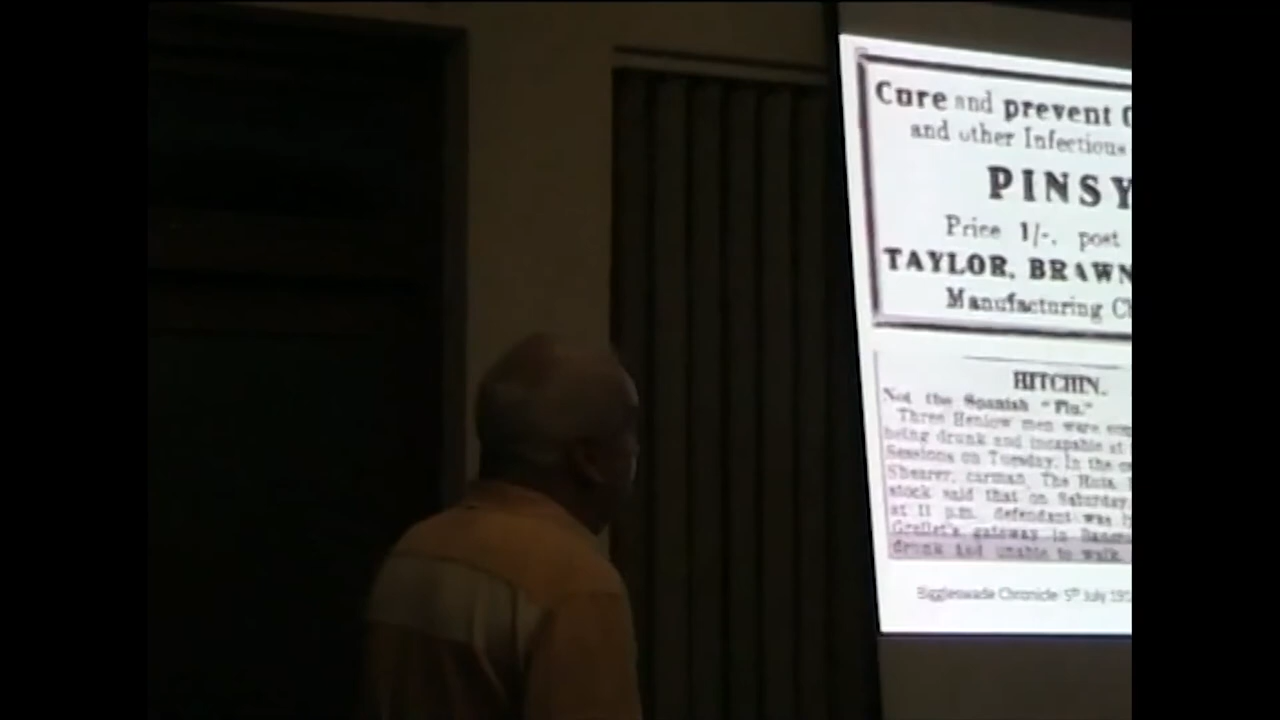 Cure and prevent
and other Infectious
PINSY
Price 1/-. post
TAYLOR, BRAWN
Manufacturing
HITCHIN.
Not the Spanish "Flu."
Three Henlow men were
being drunk and incapable at
Sessions on Tuesday. In the
Shearer, carman, The Huts,
stock said that on Saturday
at 11 p.m. defendant was
Grellet's gateway in
drunk and unable to walk.
Biggleswade Chronicle 5th July